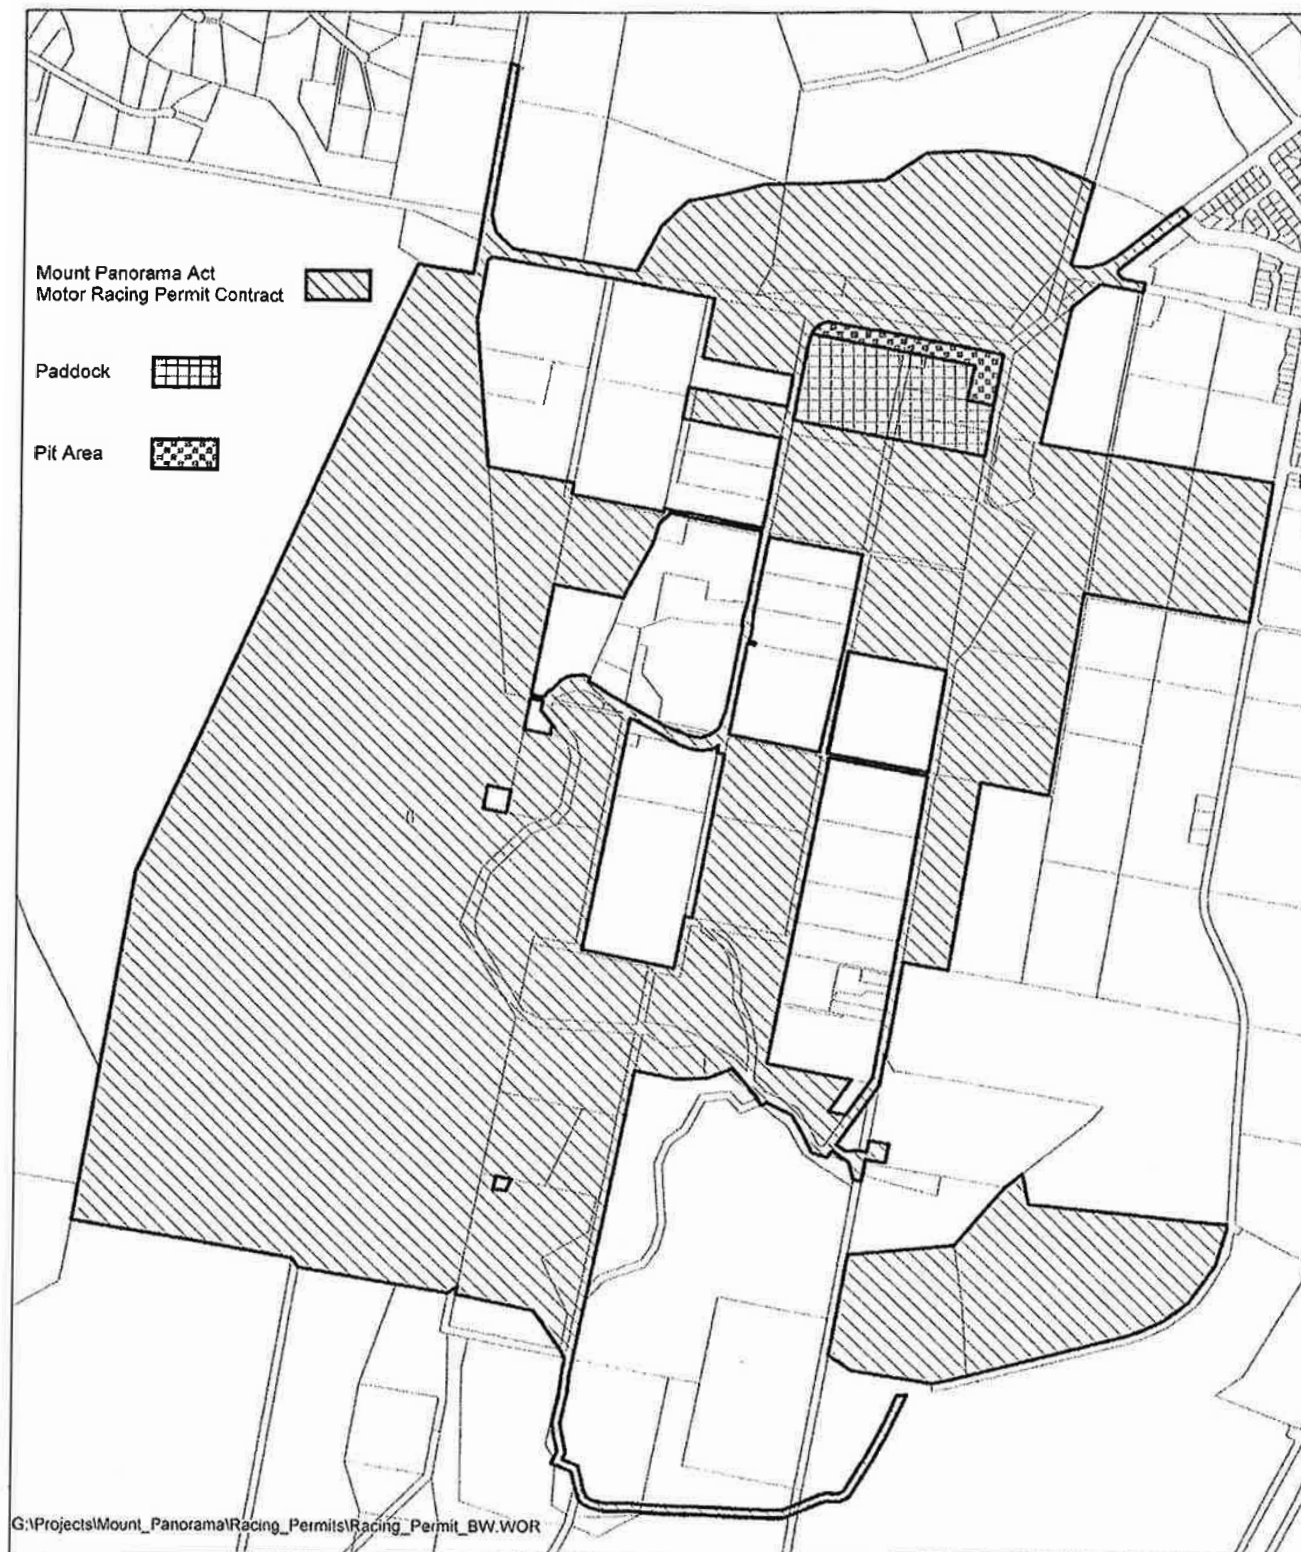 Mount Panorama Act
Motor Racing Permit Contract
Paddock
Pit Area
G:\Projects\Mount_Panorama\Racing_Permits\Racing_Permit_BW.WOR